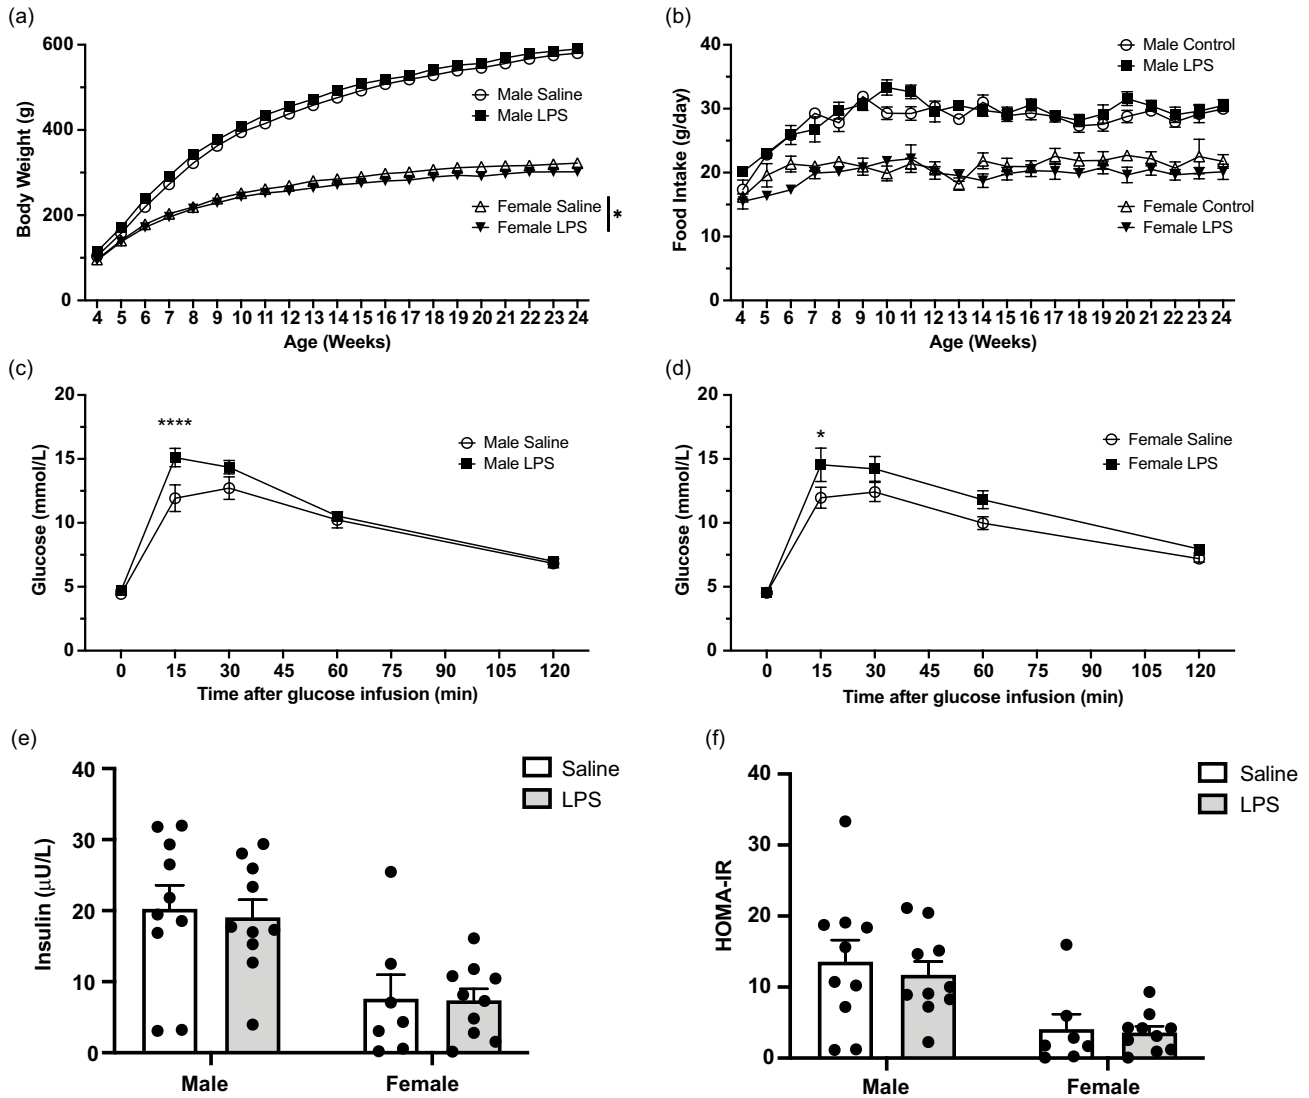 (a)
600
400
200
0
Body Weight (g)
Male Saline
Male LPS
Female Saline
Female LPS
*
4 5 6 7 8 9 10 11 12 13 14 15 16 17 18 19 20 21 22 23 24
Age (Weeks)
(b)
40
30
20
10
0
Food Intake (g/day)
Male Control
Male LPS
Female Control
Female LPS
4 5 6 7 8 9 10 11 12 13 14 15 16 17 18 19 20 21 22 23 24
Age (Weeks)
(c)
20
15
10
5
0
Glucose (mmol/L)
****
Male Saline
Male LPS
0 15 30 45 60 75 90 105 120
Time after glucose infusion (min)
(d)
20
15
10
5
0
Glucose (mmol/L)
*
Female Saline
Female LPS
0 15 30 45 60 75 90 105 120
Time after glucose infusion (min)
(e)
40
30
20
10
0
Insulin (μU/L)
Saline
LPS
Male Female
(f)
40
30
20
10
0
HOMA-IR
Saline
LPS
Male Female